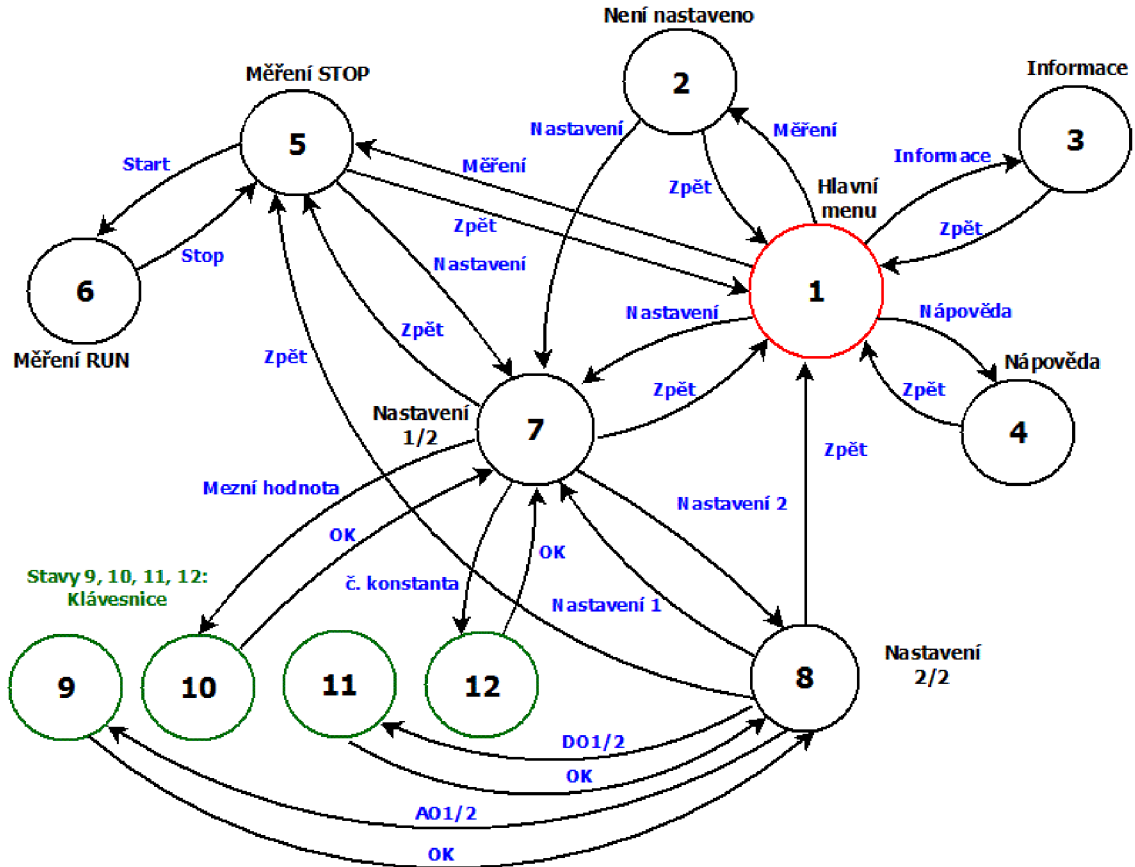 Není nastaveno
2
Informace
3
Měření STOP
5
Nastavení
Měření
Start
Měření
Informace
Zpět
Hlavní
menu
Zpět
Zpět
Stop
Nastavení
6
1
Měření RUN
Nastavení
Nápověda
Zpět
Zpět
Zpět
Zpět
Nápověda
4
Nastavení
1/2
7
Zpět
Mezní hodnota
Nastavení 2
OK
OK
Stavy 9, 10, 11, 12:
Klávesnice
č. konstanta
Nastavení 1
9
10
11
12
8
Nastavení
2/2
DO1/2
OK
AO1/2
OK